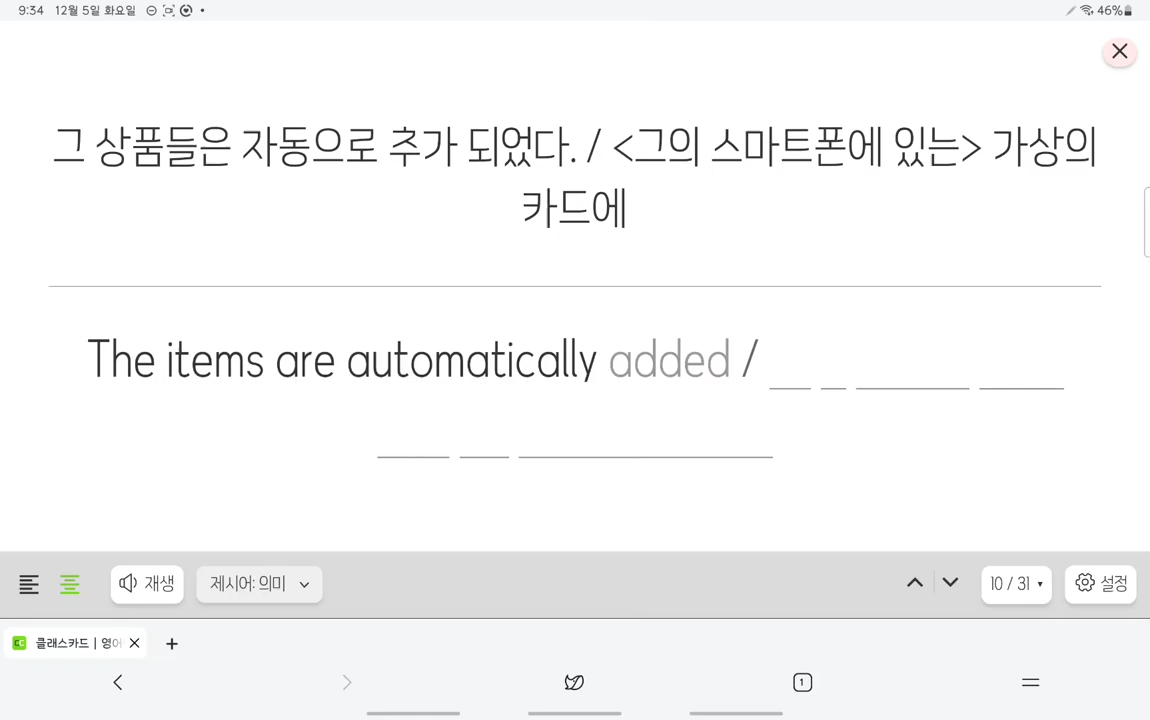 9:34 12월 5일 화요일
46%
그 상품들은 자동으로 추가 되었다. / <그의 스마트폰에 있는> 가상의
카드에
The items are automatically added /
재생
제시어: 의미
10 / 31
설정
클래스카드 | 영어
1